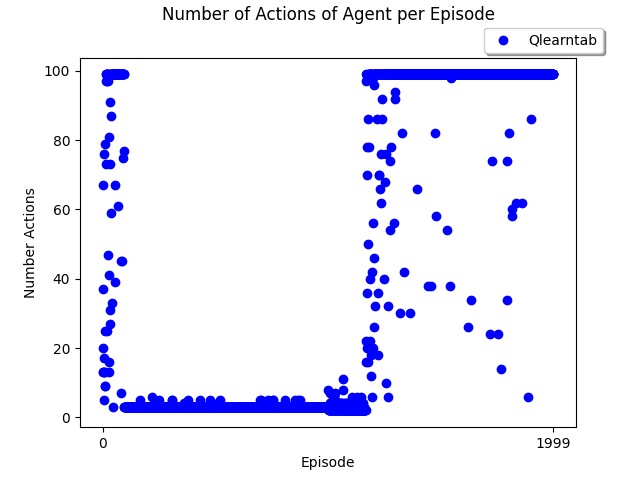 Number of Actions of Agent per Episode
Qlearntab
100
80
60
40
20
0
Number Actions
0 1999
Episode